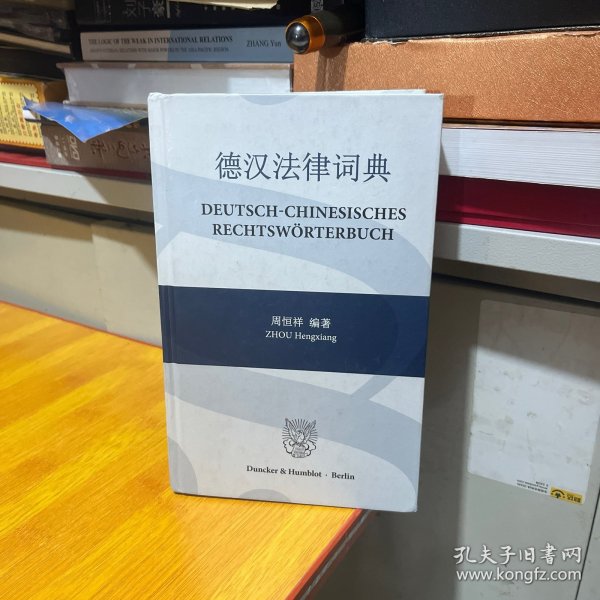 THE LOGIC OF THE WEAK IN INTERNATIONAL RELATIONS
ZHANG Yun
德汉法律词典
DEUTSCH-CHINESISCHES
RECHTSWÖRTERBUCH
周恒祥 编著
ZHOU Hengxiang
Duncker & Humblot · Berlin
孔夫子旧书网
www.kongfz.com